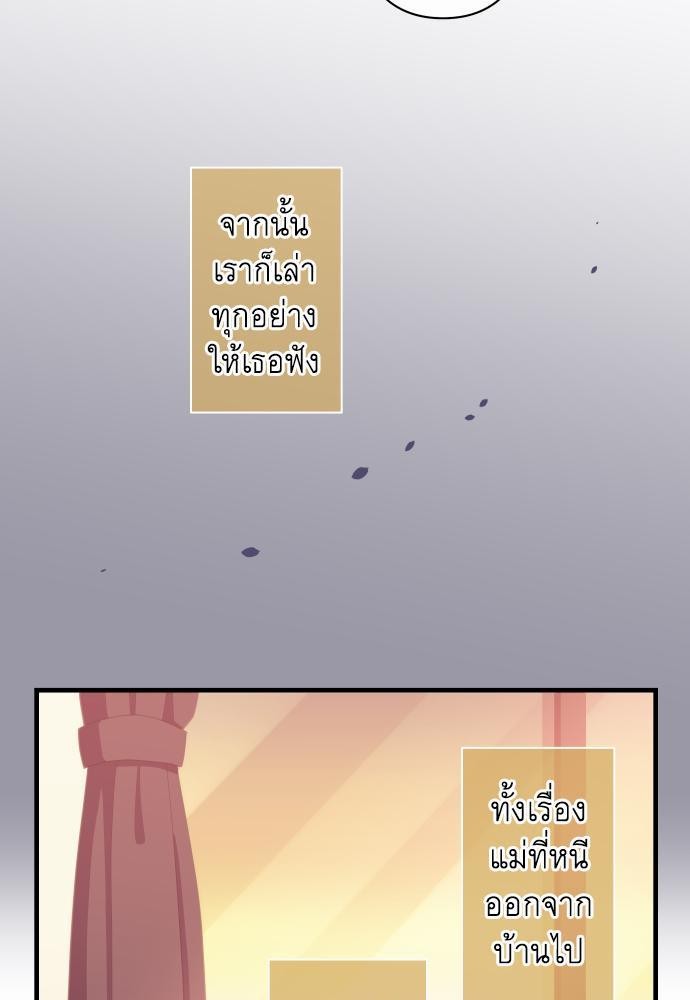 จากนั้น
เราก็เล่า
ทุกอย่าง
ให้เธอฟัง
ทั้งเรื่อง
แม่ที่หนี
ออกจาก
บ้านไป